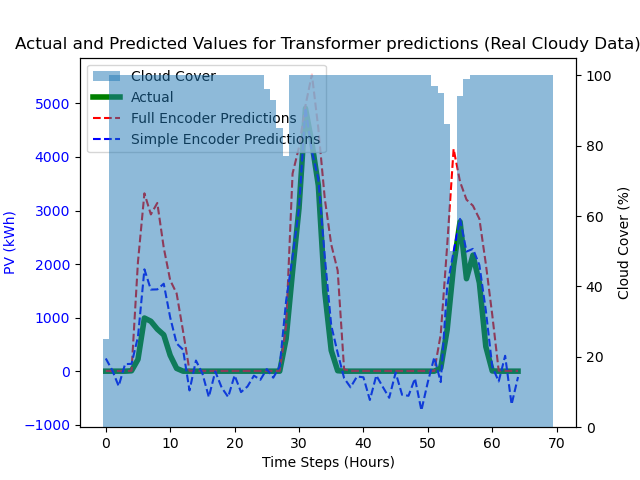 Actual and Predicted Values for Transformer predictions (Real Cloudy Data)
Cloud Cover
Actual
Full Encoder Predictions
Simple Encoder Predictions
PV (kWh)
5000
4000
3000
2000
1000
0
−1000
100
80
60
40
20
0
Cloud Cover (%)
0 10 20 30 40 50 60 70
Time Steps (Hours)